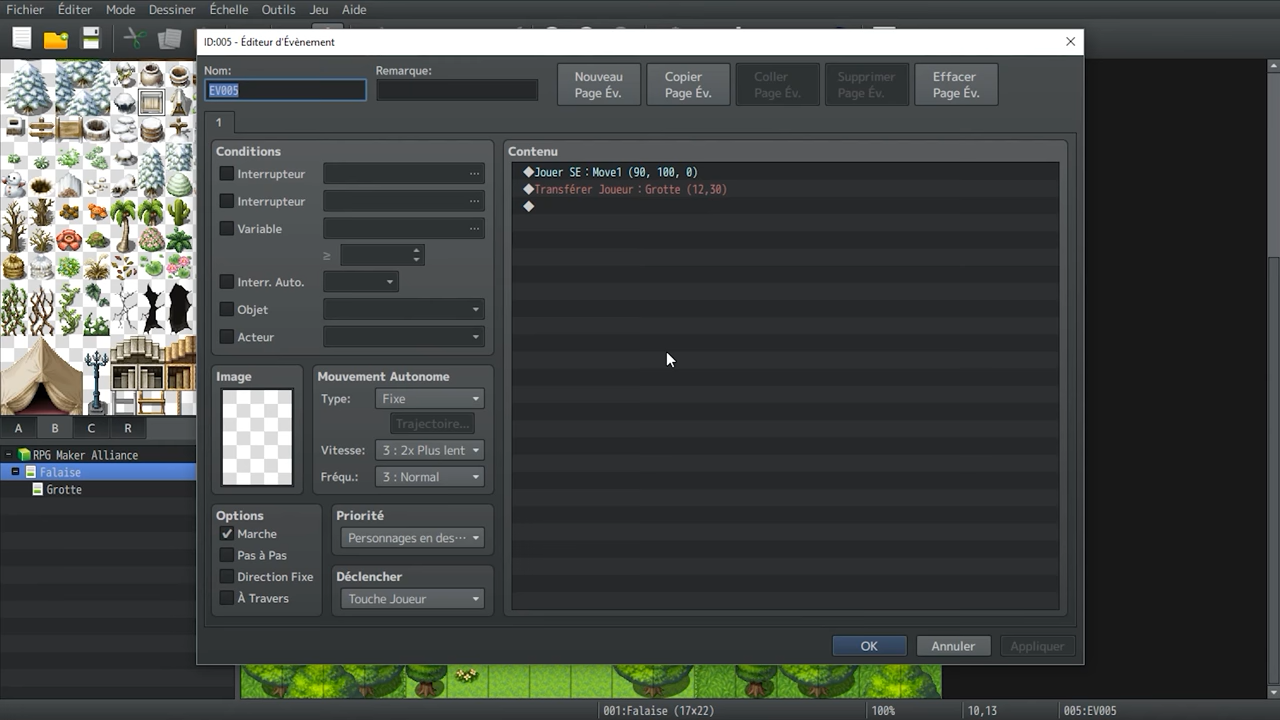 Fichier Éditer Mode Dessiner Échelle Outils Jeu Aide
ID:005 - Éditeur d'Évènement
Nom:
Remarque:
EV005
Nouveau
Page Év.
Copier
Page Év.
Coller
Page Év.
Supprimer
Page Év.
Effacer
Page Év.
1
Conditions
Interrupteur ...
Interrupteur ...
Variable ...
≥
Interr. Auto.
Objet
Acteur
Image
Mouvement Autonome
Type: Fixe
Trajectoire...
Vitesse: 3 : 2x Plus lent
Fréqu.: 3 : Normal
Options
Marche
Pas à Pas
Direction Fixe
À Travers
Priorité
Personnages en des...
Déclencher
Touche Joueur
Contenu
◆Jouer SE : Move1 (90, 100, 0)
◆Transférer Joueur : Grotte (12,30)
◆
OK Annuler Appliquer
A B C R
RPG Maker Alliance
Falaise
Grotte
001:Falaise (17x22) 100% 10,13 005:EV005